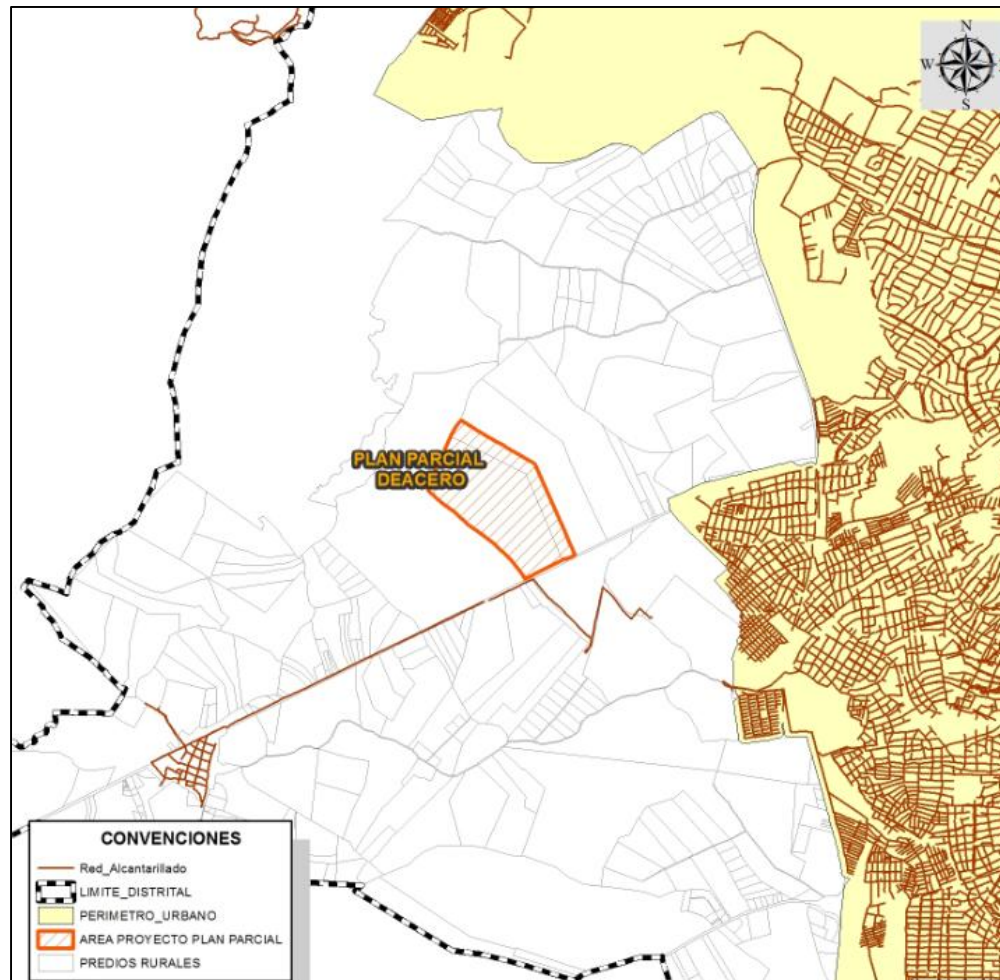 N
W
S
PLAN PARCIAL
DEACERO
CONVENCIONES
Red_Alcantarillado
LIMITE_DISTRITAL
PERIMETRO_URBANO
AREA PROYECTO PLAN PARCIAL
PREDIOS RURALES